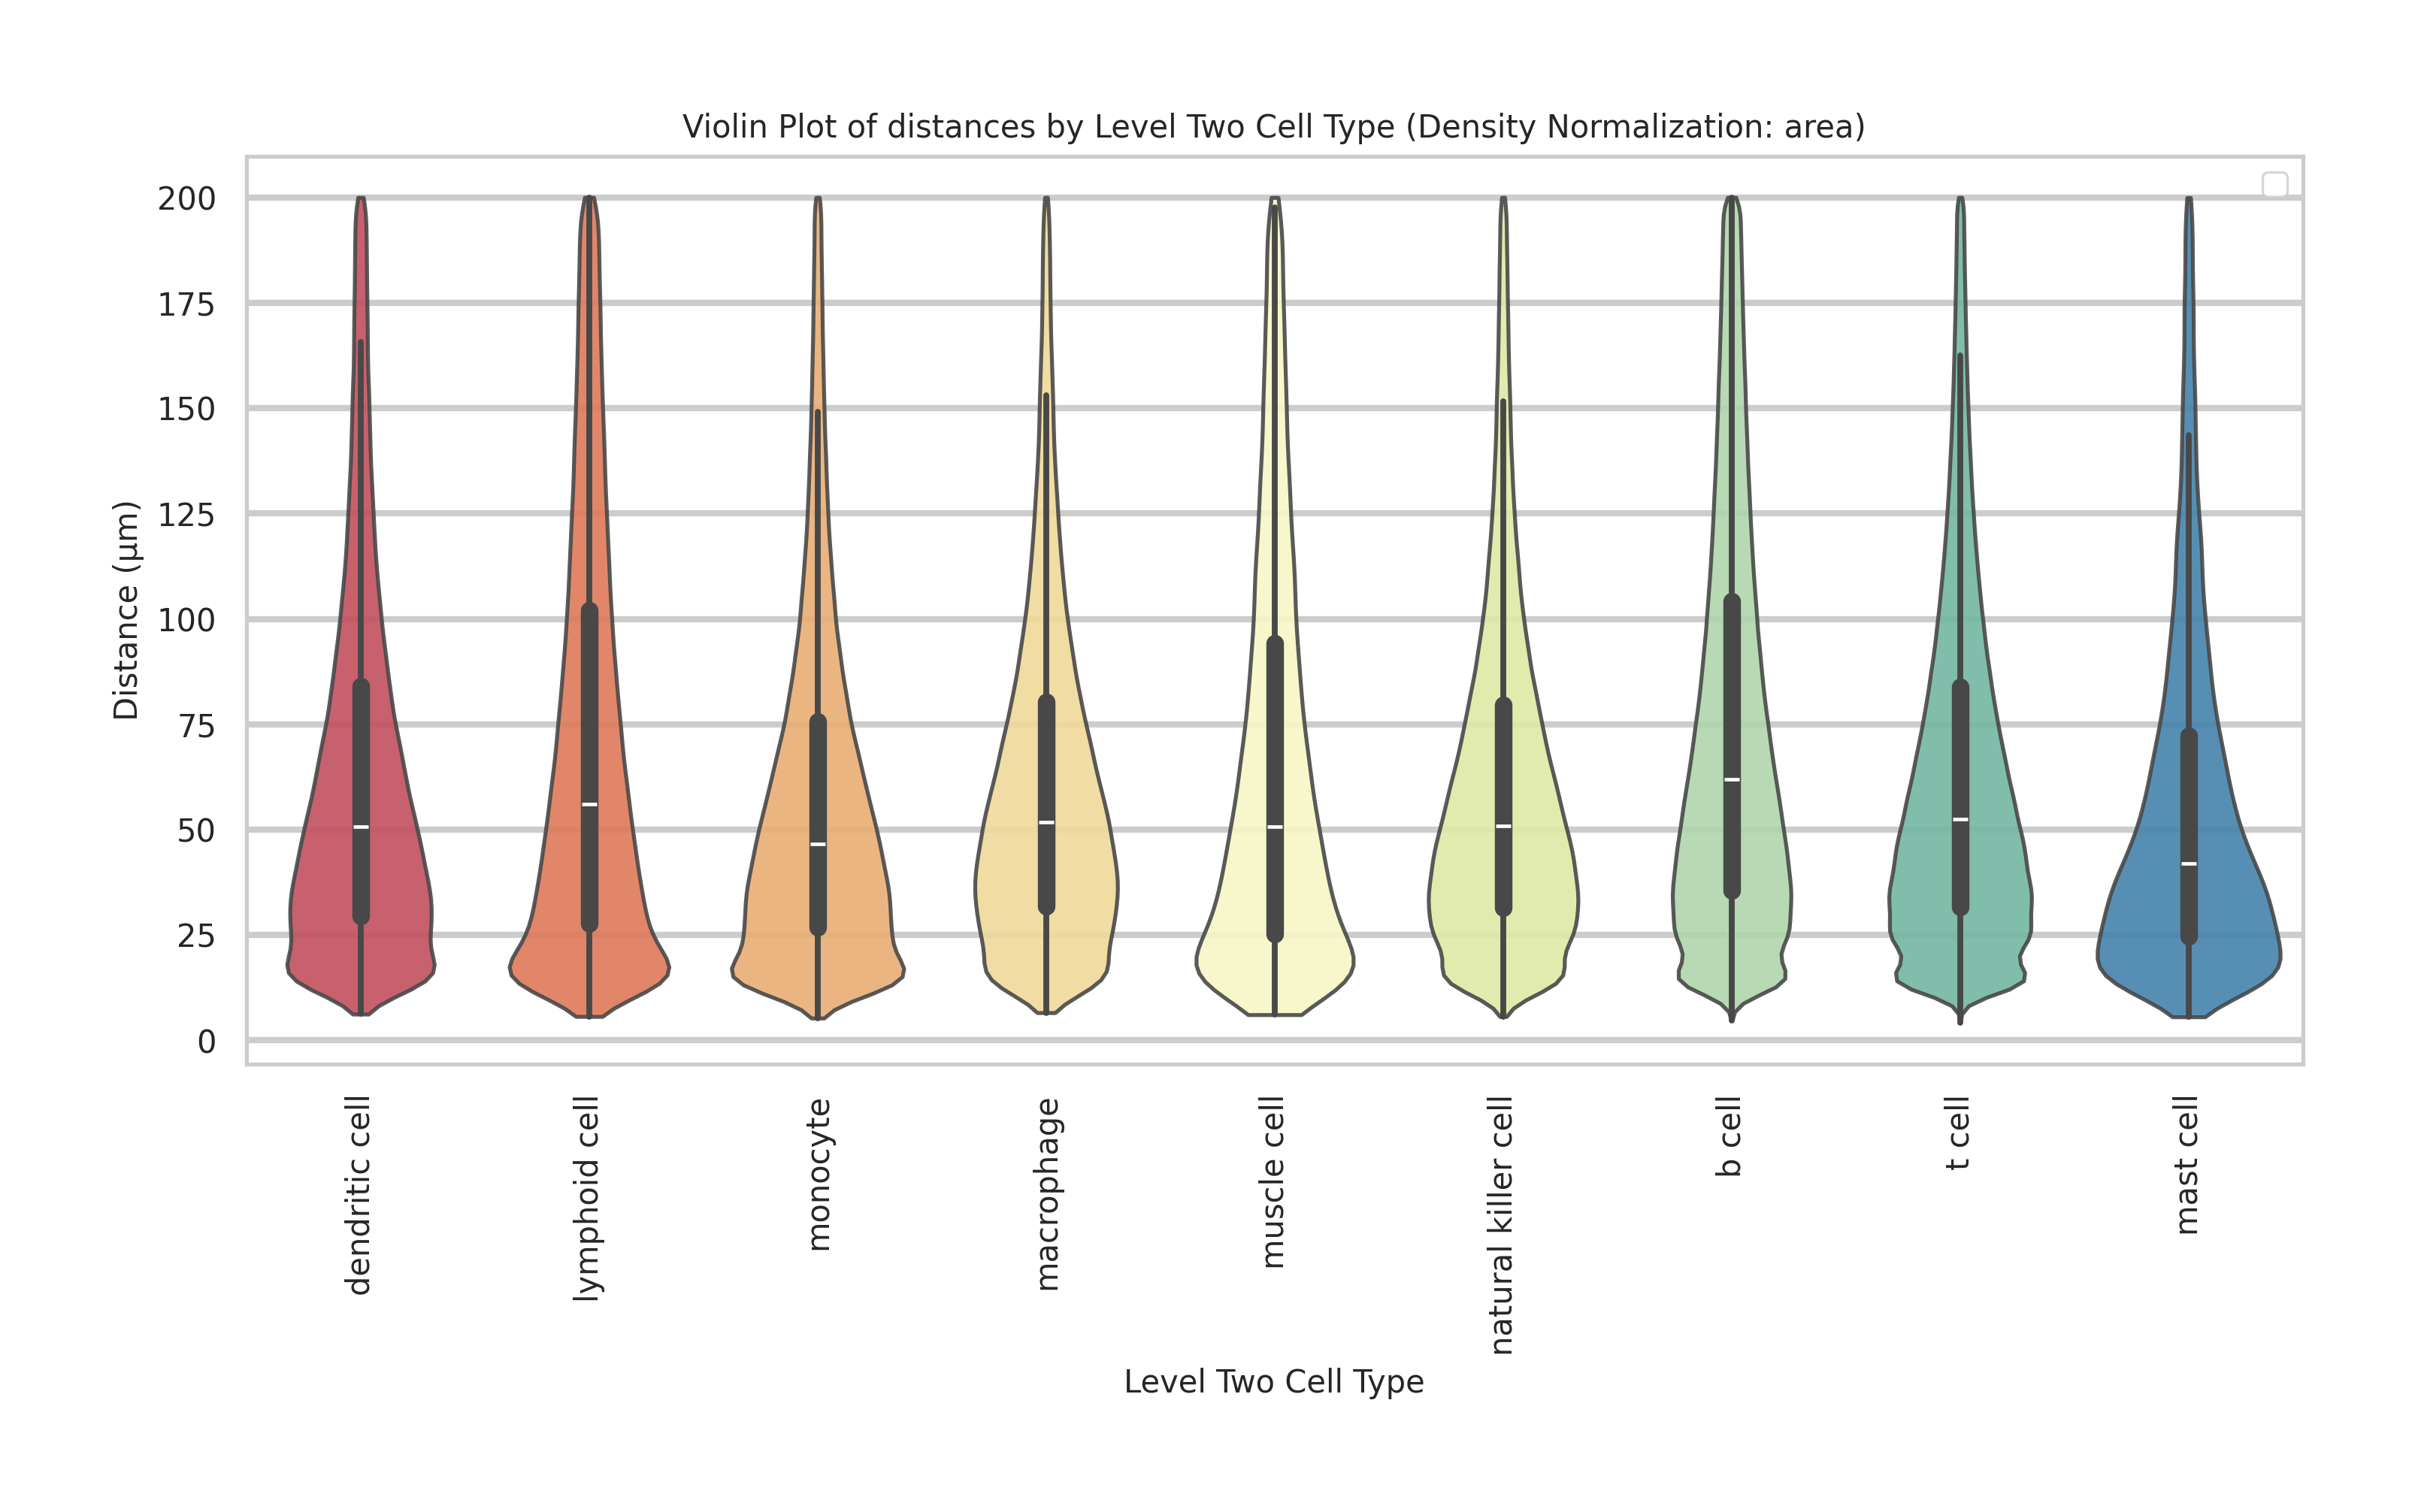 Violin Plot of distances by Level Two Cell Type (Density Normalization: area)
Distance (μm)
200
175
150
125
100
75
50
25
0
dendritic cell
lymphoid cell
monocyte
macrophage
muscle cell
natural killer cell
b cell
t cell
mast cell
Level Two Cell Type